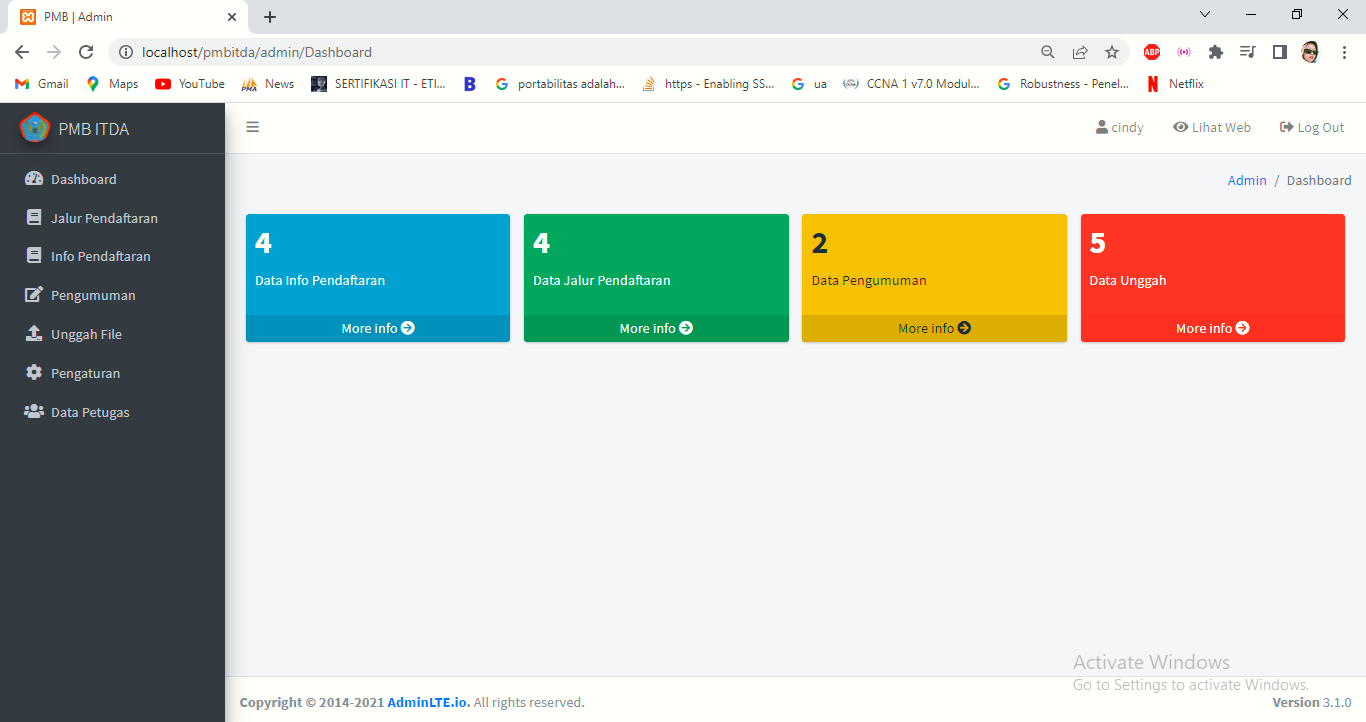 PMB | Admin
localhost/pmbitda/admin/Dashboard
ABP
Gmail Maps YouTube News SERTIFIKASI IT - ETI... B portabilitas adalah... https - Enabling SS... ua CCNA 1 v7.0 Modul... Robustness - Penel... Netflix
PMB ITDA
cindy Lihat Web Log Out
Admin / Dashboard
Dashboard
Jalur Pendaftaran
Info Pendaftaran
Pengumuman
Unggah File
Pengaturan
Data Petugas
4
Data Info Pendaftaran
More info
4
Data Jalur Pendaftaran
More info
2
Data Pengumuman
More info
5
Data Unggah
More info
Activate Windows
Go to Settings to activate Windows.
Copyright © 2014-2021 AdminLTE.io. All rights reserved.
Version 3.1.0